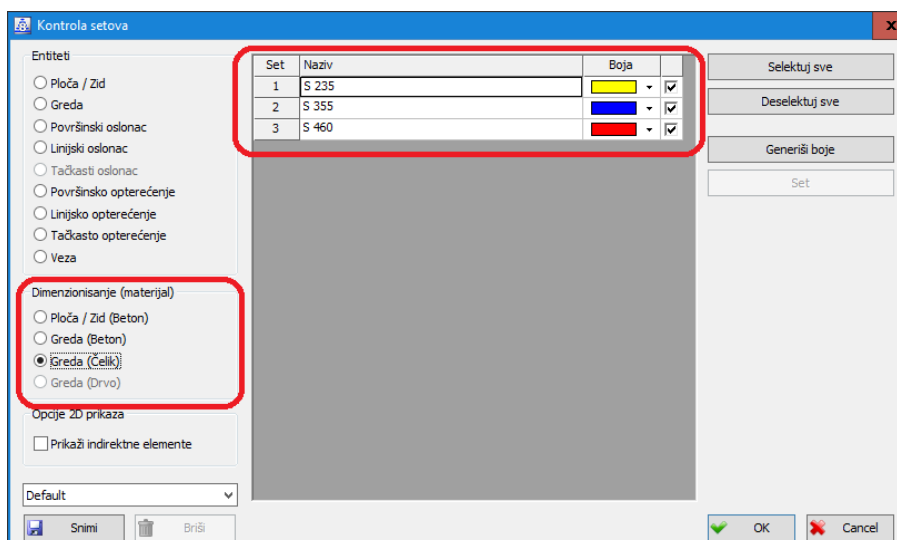 Kontrola setova
Entiteti
Ploča / Zid
Greda
Površinski oslonac
Linijski oslonac
Tačkasti oslonac
Površinsko opterećenje
Linijsko opterećenje
Tačkasto opterećenje
Veza
Dimenzionisanje (materijal)
Ploča / Zid (Beton)
Greda (Beton)
Greda (Čelik)
Greda (Drvo)
Opcije 2D prikaza
Prikaži indirektne elemente
Default
Snimi Briši
Set Naziv Boja
1 S 235
2 S 355
3 S 460
Selektuj sve
Deselektuj sve
Generiši boje
Set
OK Cancel